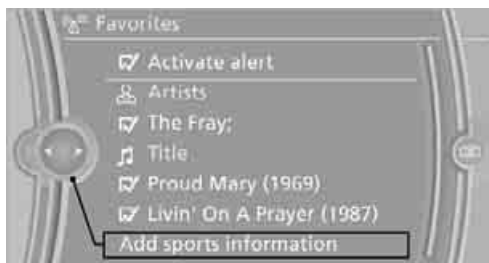 Favorites
Activate alert
Artists
The Fray;
Title
Proud Mary (1969)
Livin' On A Prayer (1987)
Add sports information